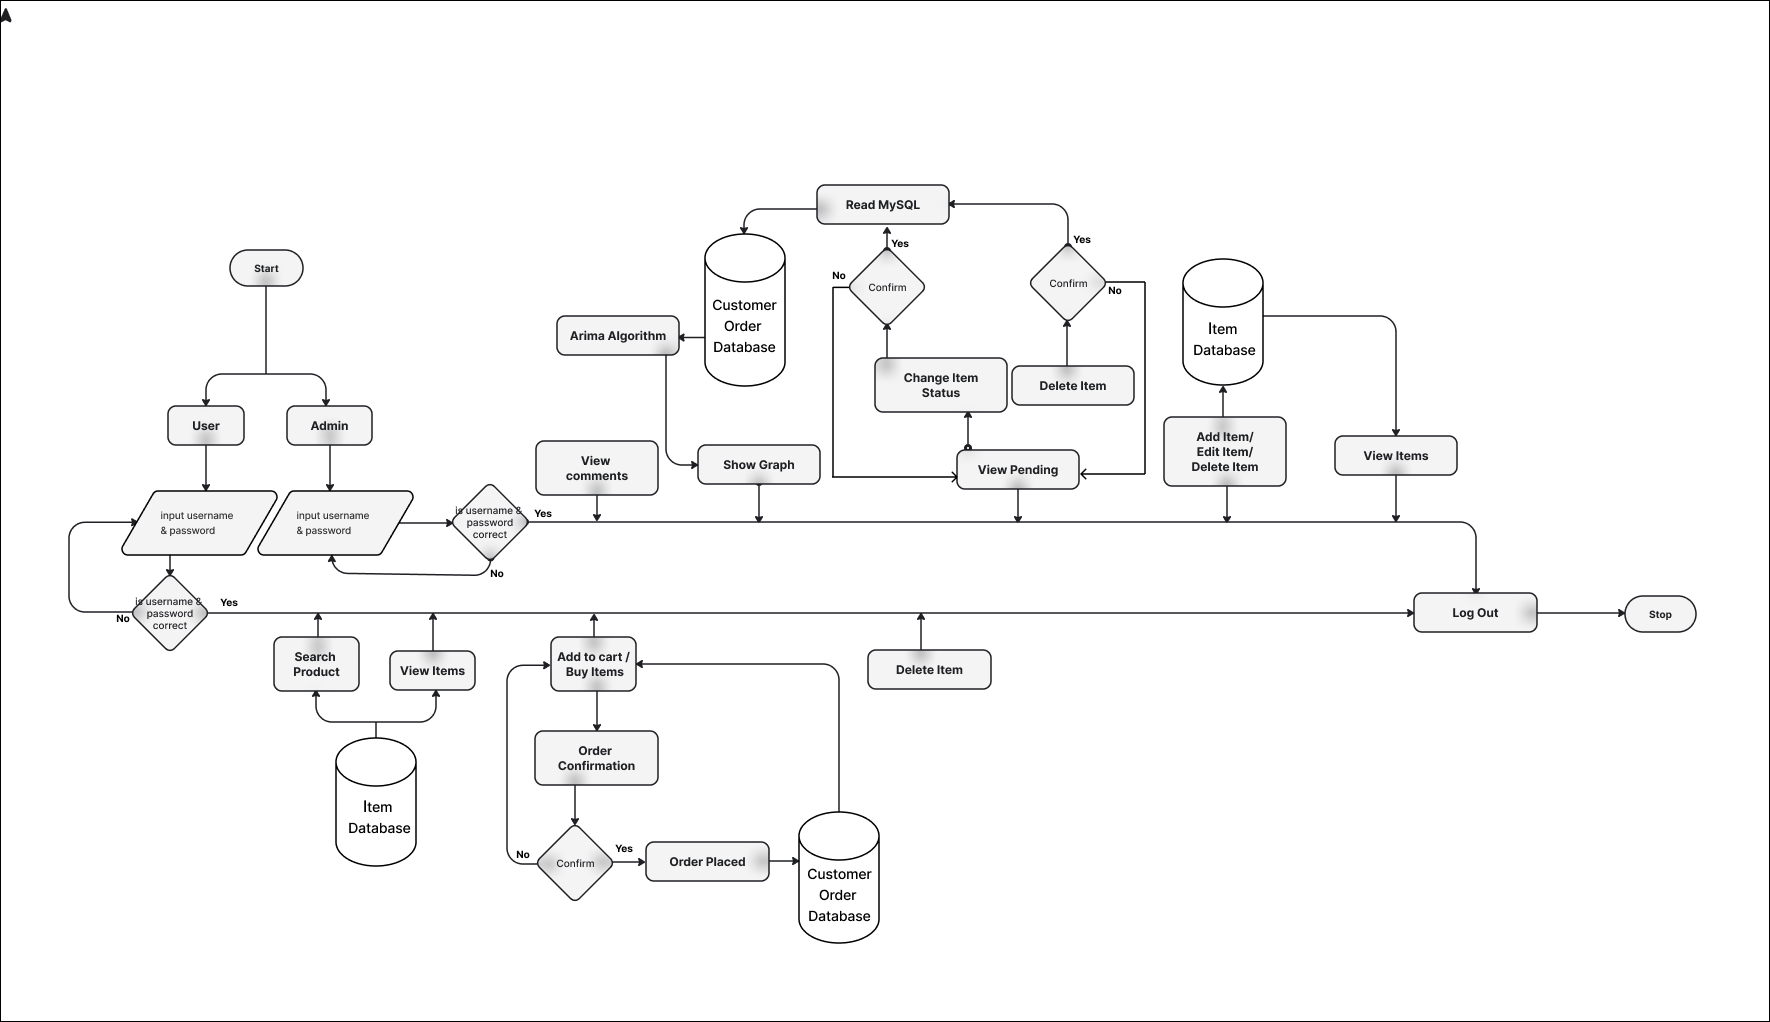 Read MySQL
Yes
Yes
Start
No
Confirm
Confirm
No
Customer
Order
Database
Item
Database
Arima Algorithm
Change Item
Status
Delete Item
User
Admin
Add Item/
Edit Item/
Delete Item
View Items
View
comments
Show Graph
View Pending
input username
& password
input username
& password
is username &
password
correct
Yes
No
is username &
password
correct
Yes
No
Log Out
Stop
Search
Product
View Items
Add to cart /
Buy Items
Delete Item
Order
Confirmation
Item
Database
No
Confirm
Yes
Order Placed
Customer
Order
Database